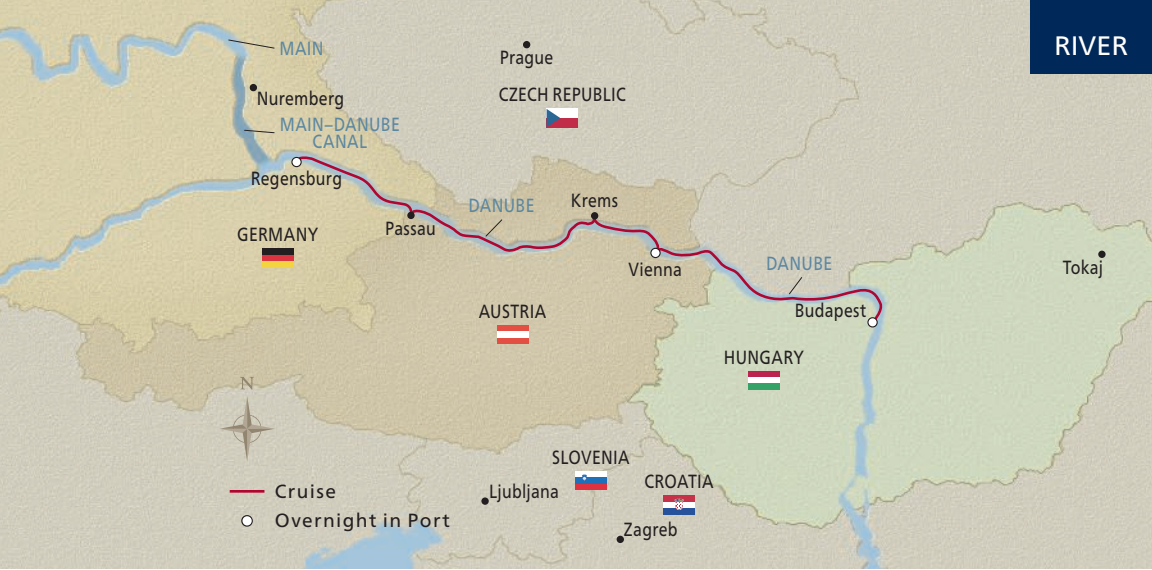 RIVER
MAIN
Prague
CZECH REPUBLIC
Nuremberg
MAIN–DANUBE
CANAL
Regensburg
Krems
DANUBE
Passau
GERMANY
Vienna
DANUBE
Tokaj
AUSTRIA
Budapest
HUNGARY
N
SLOVENIA
CROATIA
Ljubljana
Zagreb
Cruise
Overnight in Port